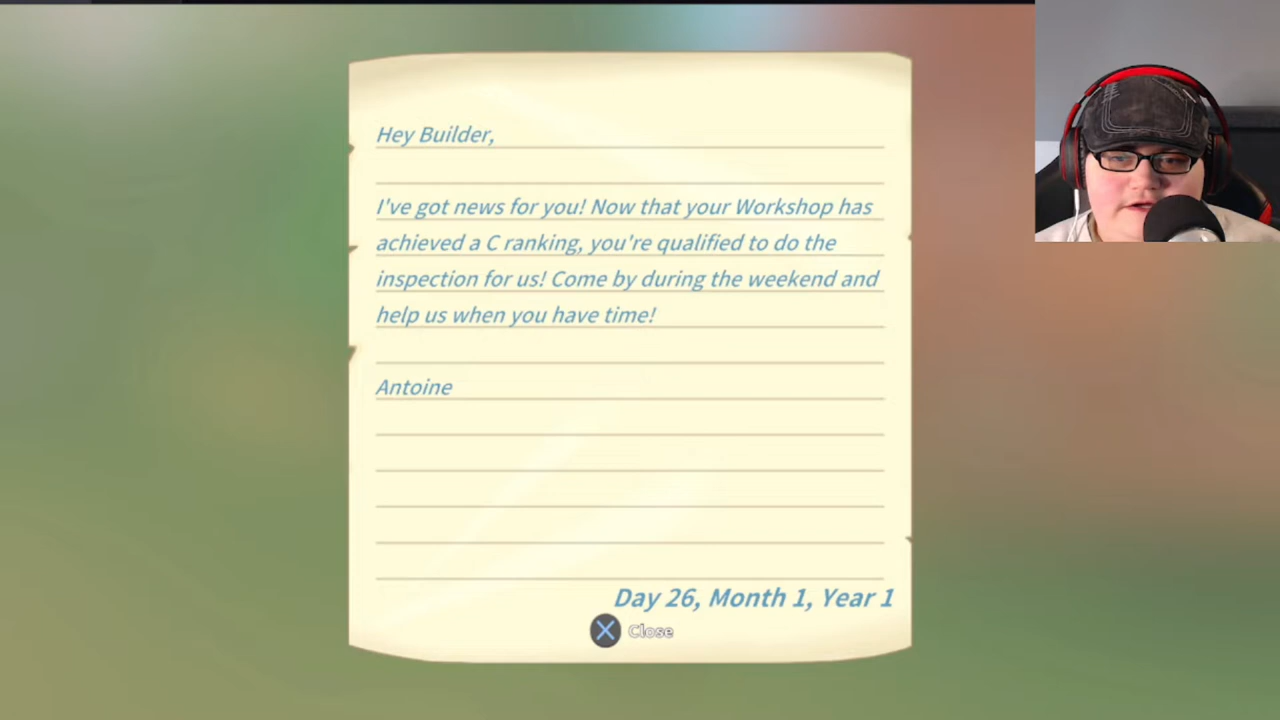 Hey Builder,
I've got news for you! Now that your Workshop has
achieved a C ranking, you're qualified to do the
inspection for us! Come by during the weekend and
help us when you have time!
Antoine
Day 26, Month 1, Year 1
Close